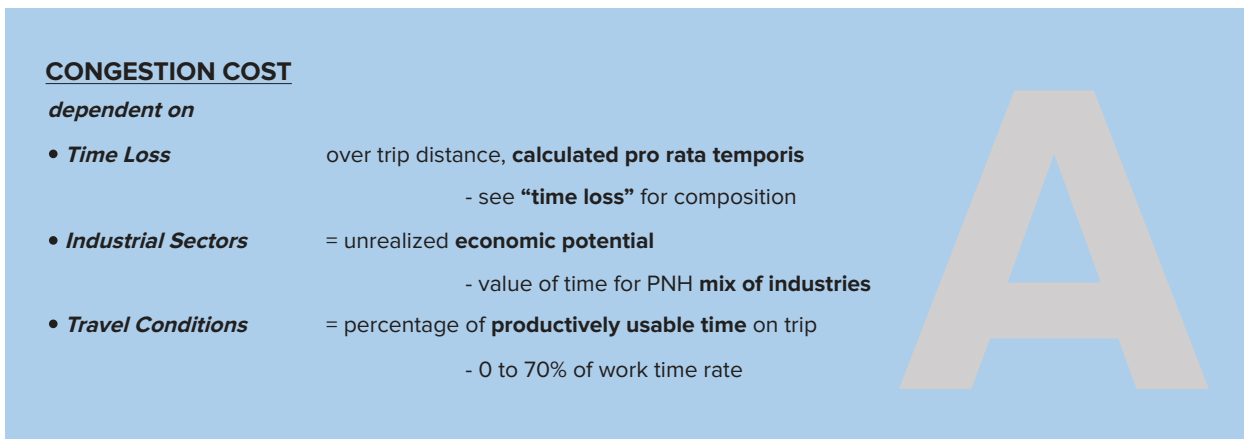 CONGESTION COST
dependent on
• Time Loss over trip distance, calculated pro rata temporis
- see “time loss” for composition
• Industrial Sectors = unrealized economic potential
- value of time for PNH mix of industries
• Travel Conditions = percentage of productively usable time on trip
- 0 to 70% of work time rate
A